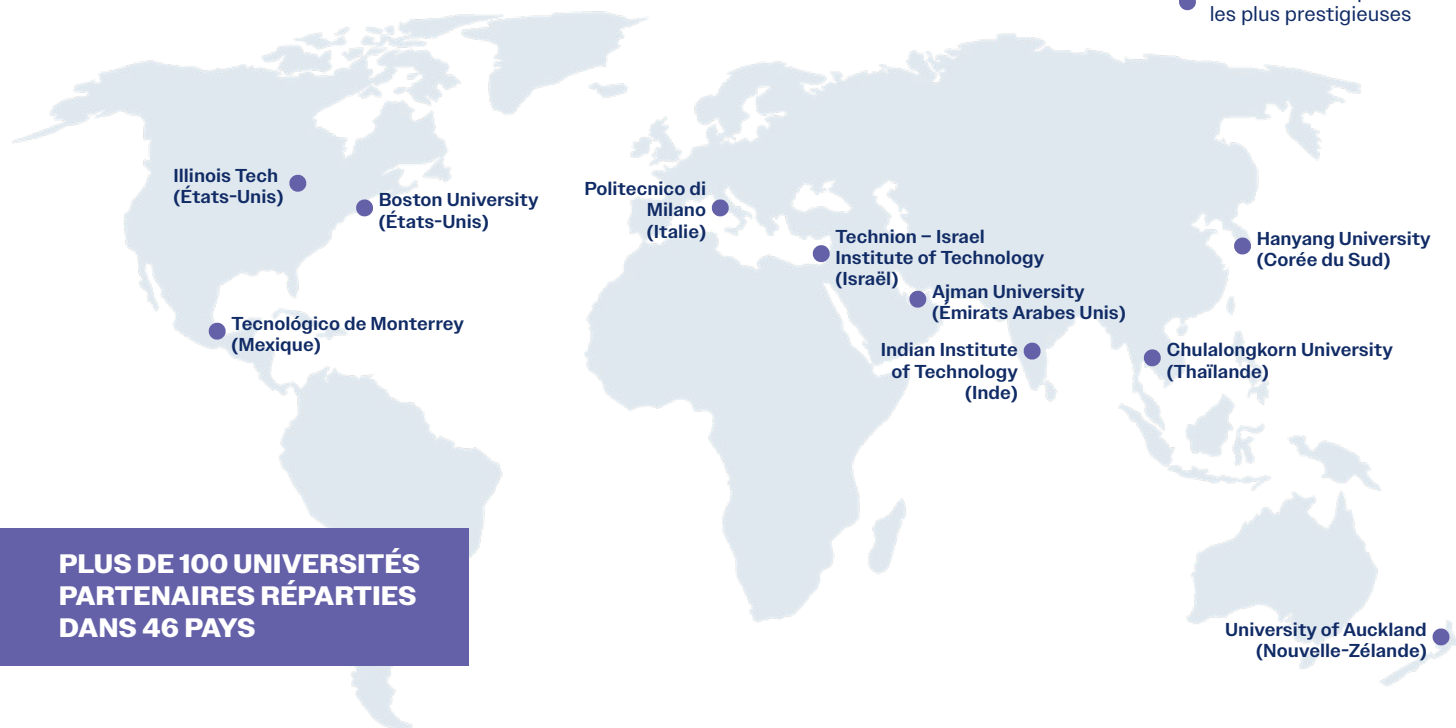 les plus prestigieuses
Illinois Tech
(États-Unis)
Boston University
(États-Unis)
Politecnico di
Milano
(Italie)
Technion – Israel
Institute of Technology
(Israël)
Hanyang University
(Corée du Sud)
Ajman University
(Émirats Arabes Unis)
Tecnológico de Monterrey
(Mexique)
Indian Institute
of Technology
(Inde)
Chulalongkorn University
(Thaïlande)
PLUS DE 100 UNIVERSITÉS
PARTENAIRES RÉPARTIES
DANS 46 PAYS
University of Auckland
(Nouvelle-Zélande)